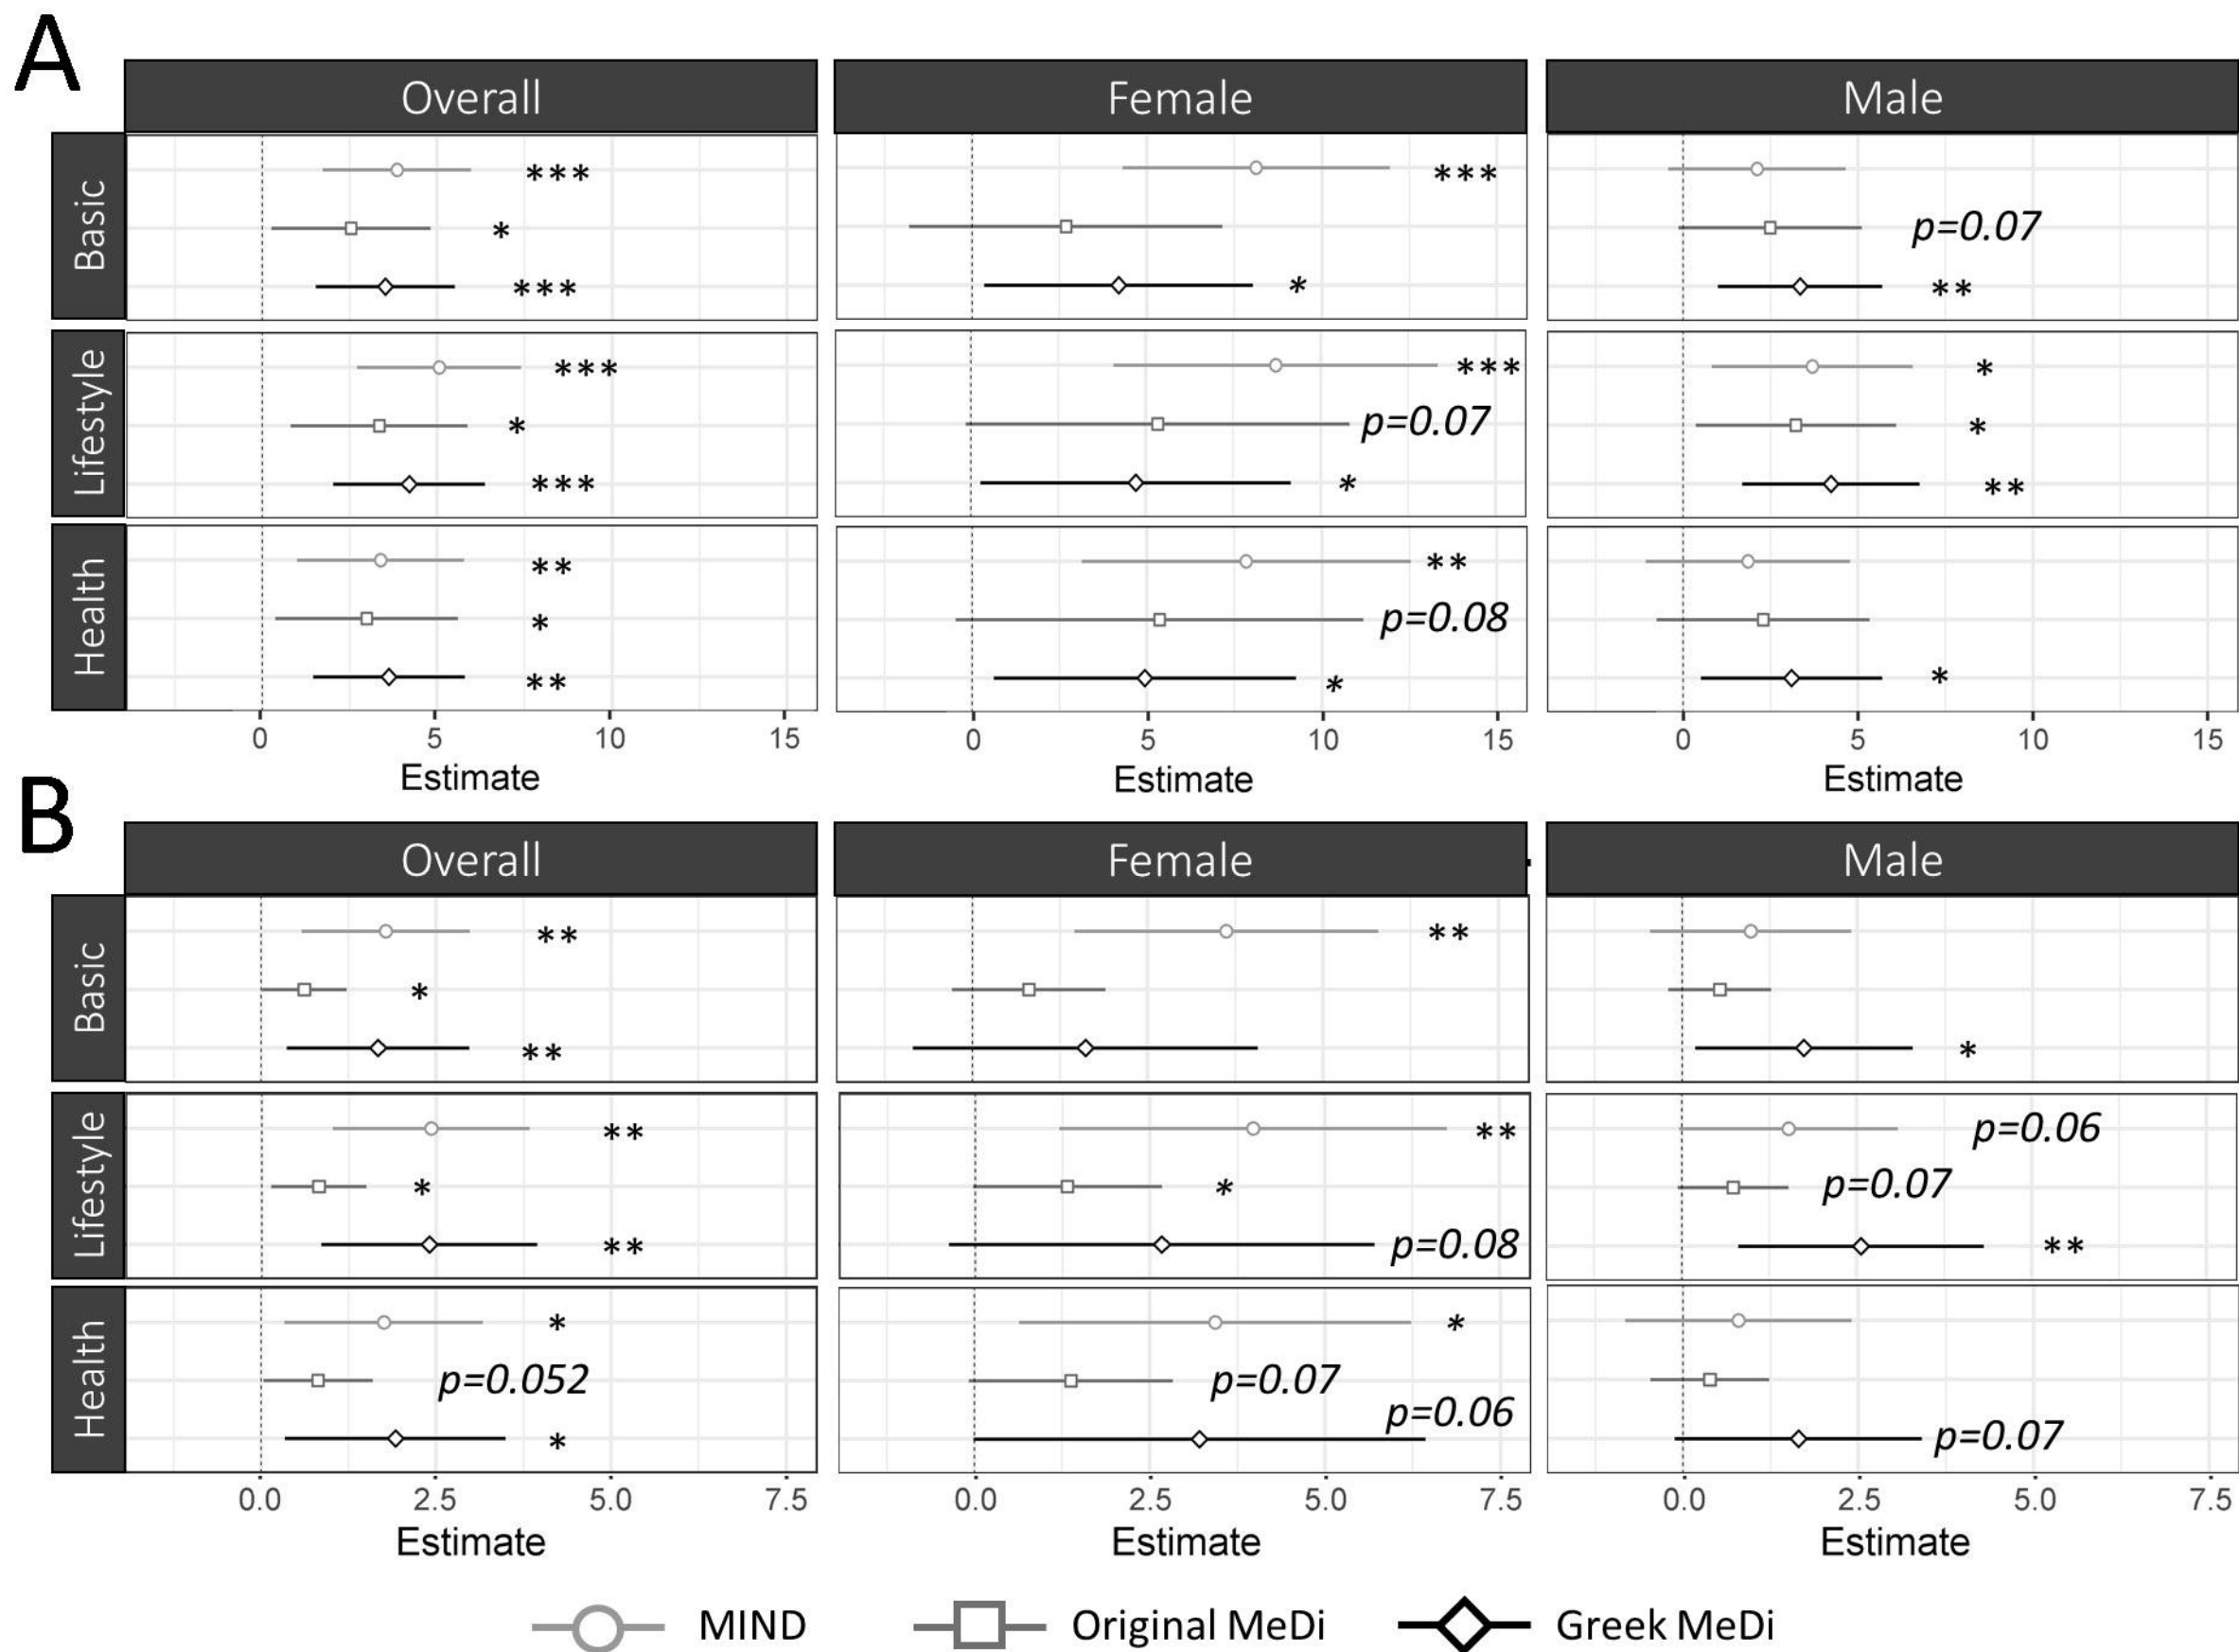 A
Overall Female Male
Basic
***
***
*
p=0.07
***
*
**
Lifestyle
***
***
*
*
p=0.07
*
***
*
**
Health
**
**
*
p=0.08
**
*
*
0 5 10 15 0 5 10 15 0 5 10 15
Estimate Estimate Estimate
B
Overall Female Male
Basic
**
**
*
**
*
Lifestyle
**
**
p=0.06
*
*
p=0.07
**
p=0.08
**
Health
*
*
p=0.052
p=0.07
*
p=0.06
p=0.07
0.0 2.5 5.0 7.5 0.0 2.5 5.0 7.5 0.0 2.5 5.0 7.5
Estimate Estimate Estimate
MIND Original MeDi Greek MeDi